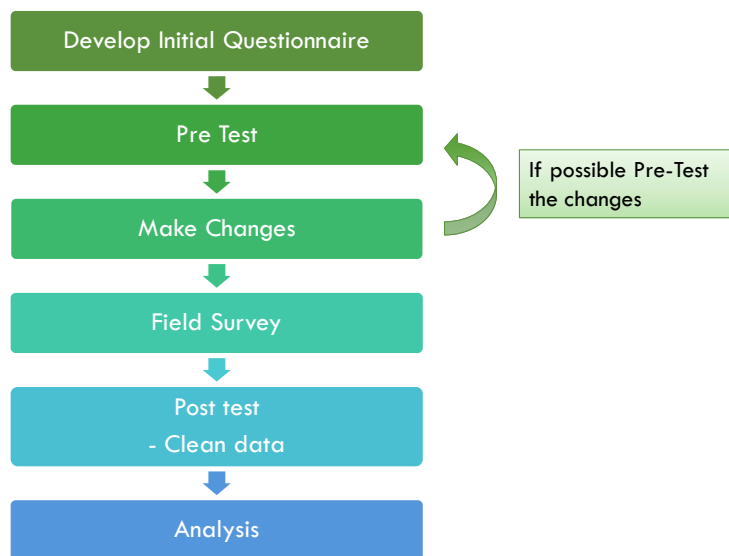 Develop Initial Questionnaire
Pre Test
If possible Pre-Test
the changes
Make Changes
Field Survey
Post test
- Clean data
Analysis